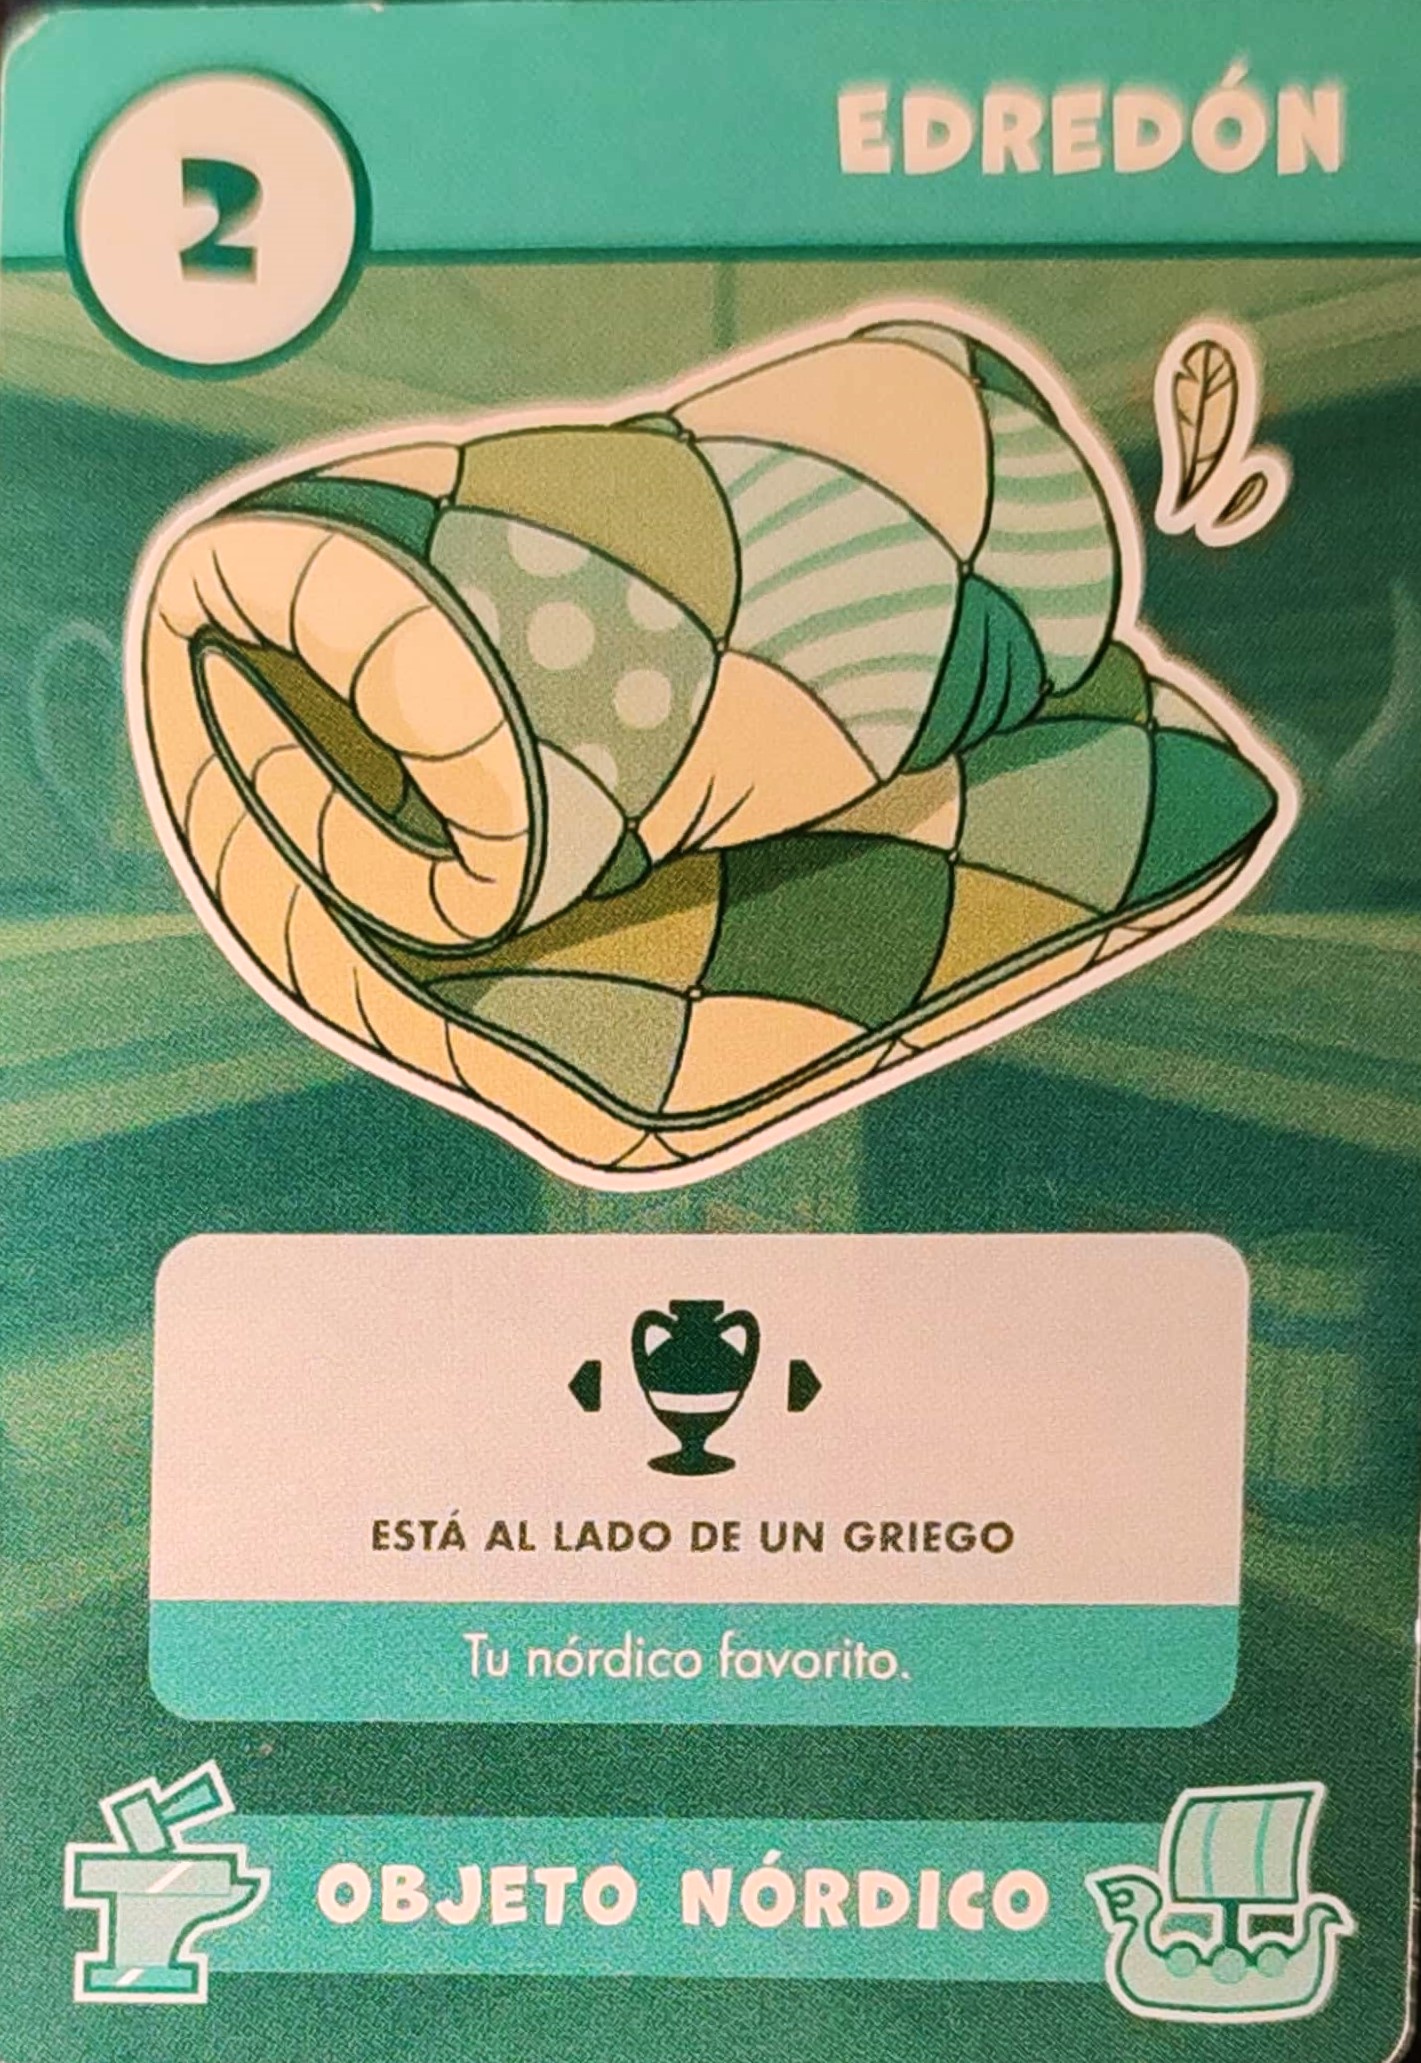 2
EDREDÓN
ESTÁ AL LADO DE UN GRIEGO
Tu nórdico favorito.
OBJETO NÓRDICO